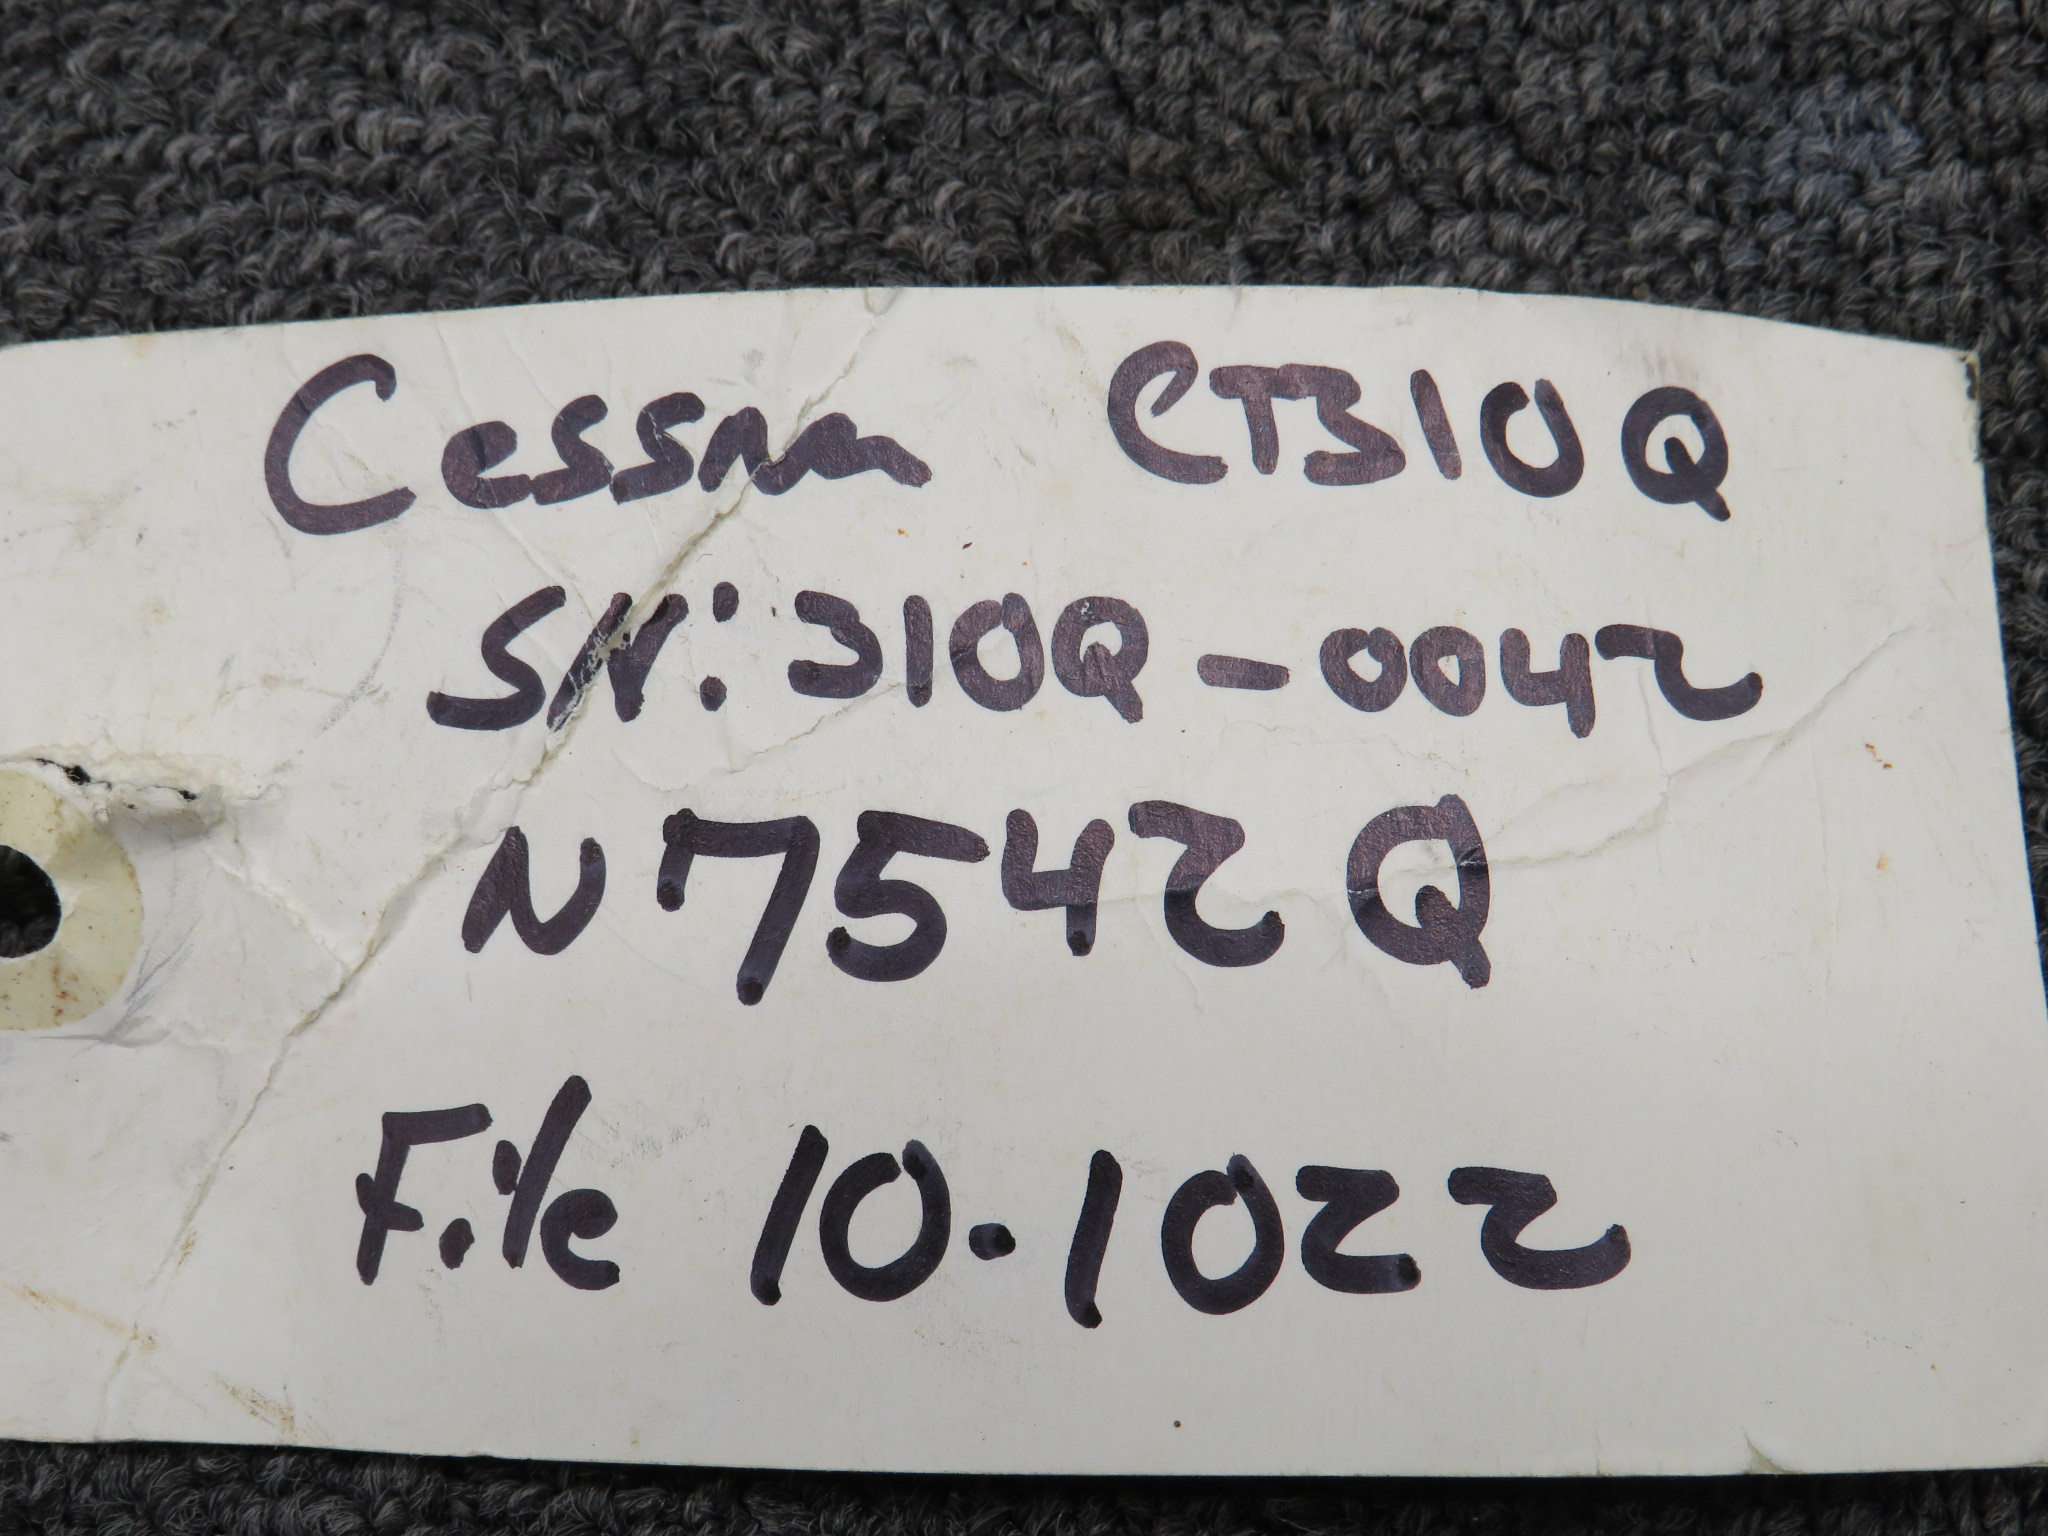 Cessna CT310Q
SN: 310Q-0042
N7542Q
File 10.1022